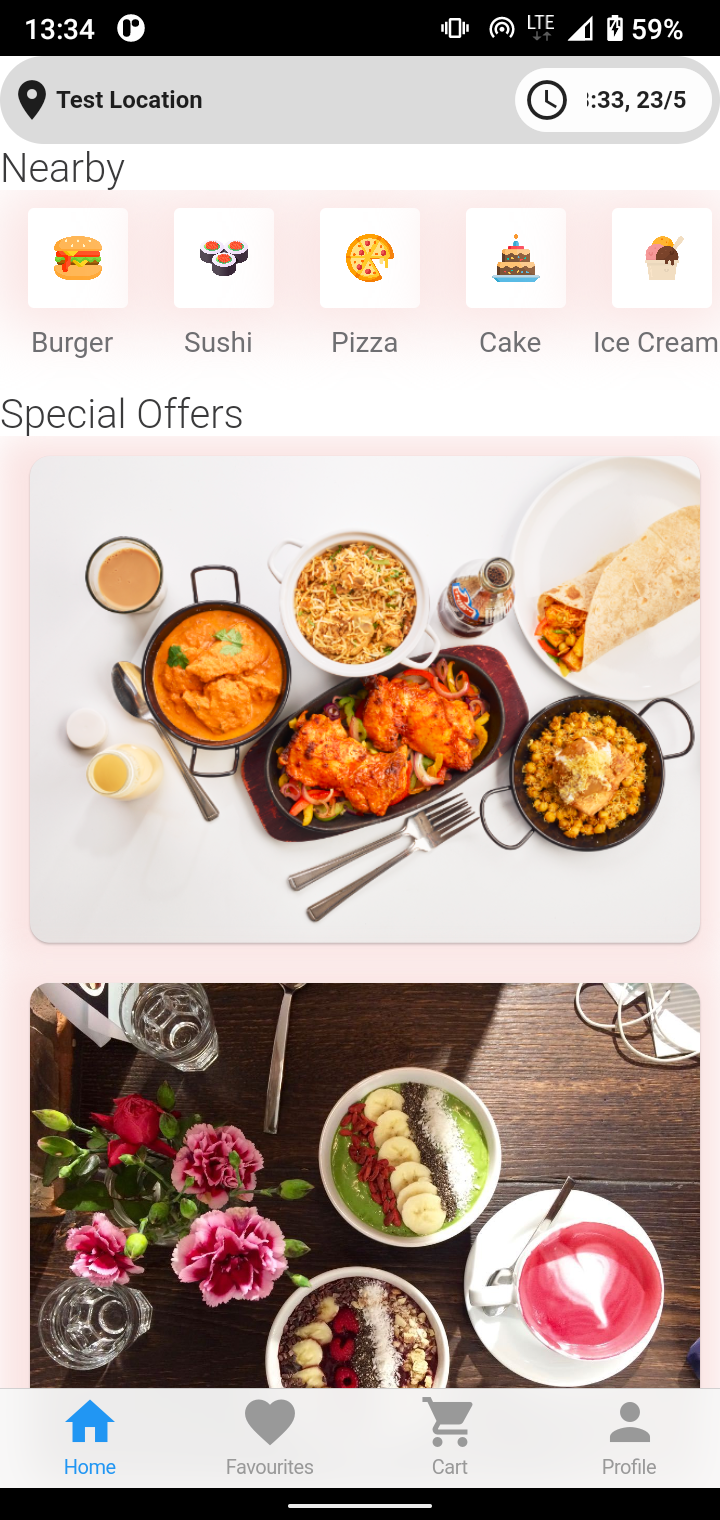 13:34
LTE
59%
Test Location
:33, 23/5
Nearby
Burger
Sushi
Pizza
Cake
Ice Cream
Special Offers
Home
Favourites
Cart
Profile